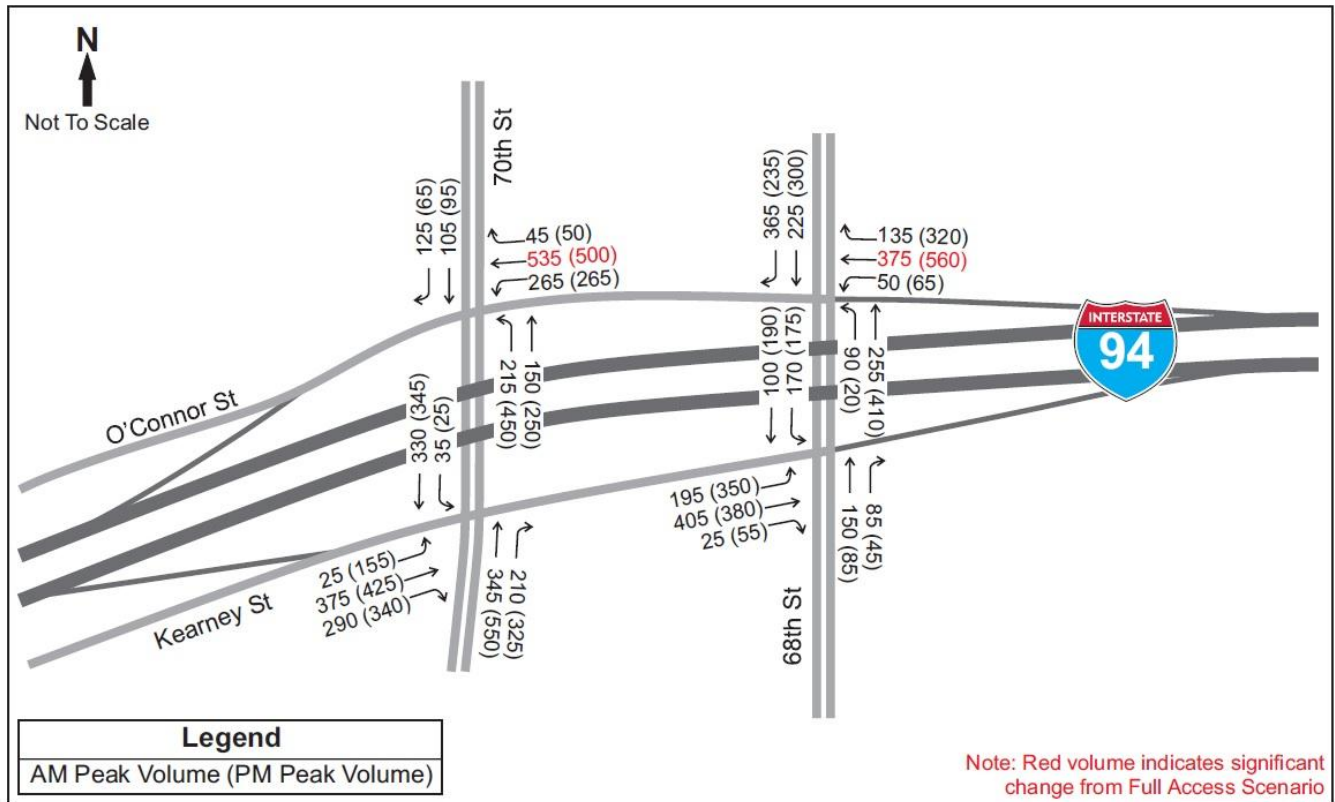 N
Not To Scale
70th St
125 (65)
105 (95)
45 (50)
535 (500)
265 (265)
365 (235)
225 (300)
135 (320)
375 (560)
50 (65)
INTERSTATE
94
O'Connor St
330 (345)
35 (25)
215 (450)
150 (250)
100 (190)
170 (175)
90 (20)
255 (410)
195 (350)
405 (380)
25 (55)
150 (85)
85 (45)
25 (155)
375 (425)
290 (340)
345 (550)
210 (325)
Kearney St
68th St
Legend
AM Peak Volume (PM Peak Volume)
Note: Red volume indicates significant
change from Full Access Scenario